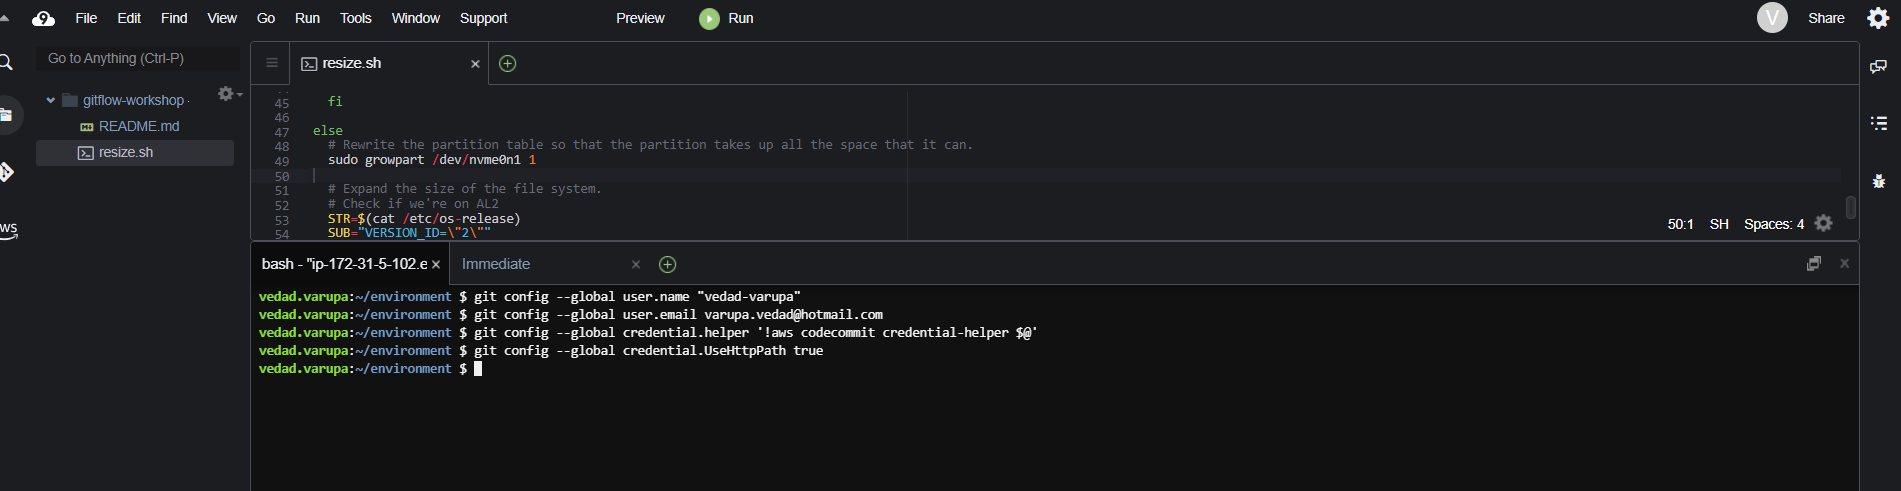 File Edit Find View Go Run Tools Window Support Preview Run V Share
Go to Anything (Ctrl-P)
gitflow-workshop
README.md
resize.sh
WS
resize.sh
45 fi
46
47 else
48 # Rewrite the partition table so that the partition takes up all the space that it can.
49 sudo growpart /dev/nvme0n1 1
50
51 # Expand the size of the file system.
52 # Check if we're on AL2
53 STR=$(cat /etc/os-release)
54 SUB="VERSION_ID=\"2\""
50:1 SH Spaces: 4
bash - "ip-172-31-5-102.e Immediate
vedad.varupa:~/environment $ git config --global user.name "vedad-varupa"
vedad.varupa:~/environment $ git config --global user.email varupa.vedad@hotmail.com
vedad.varupa:~/environment $ git config --global credential.helper '!aws codecommit credential-helper $@'
vedad.varupa:~/environment $ git config --global credential.UseHttpPath true
vedad.varupa:~/environment $